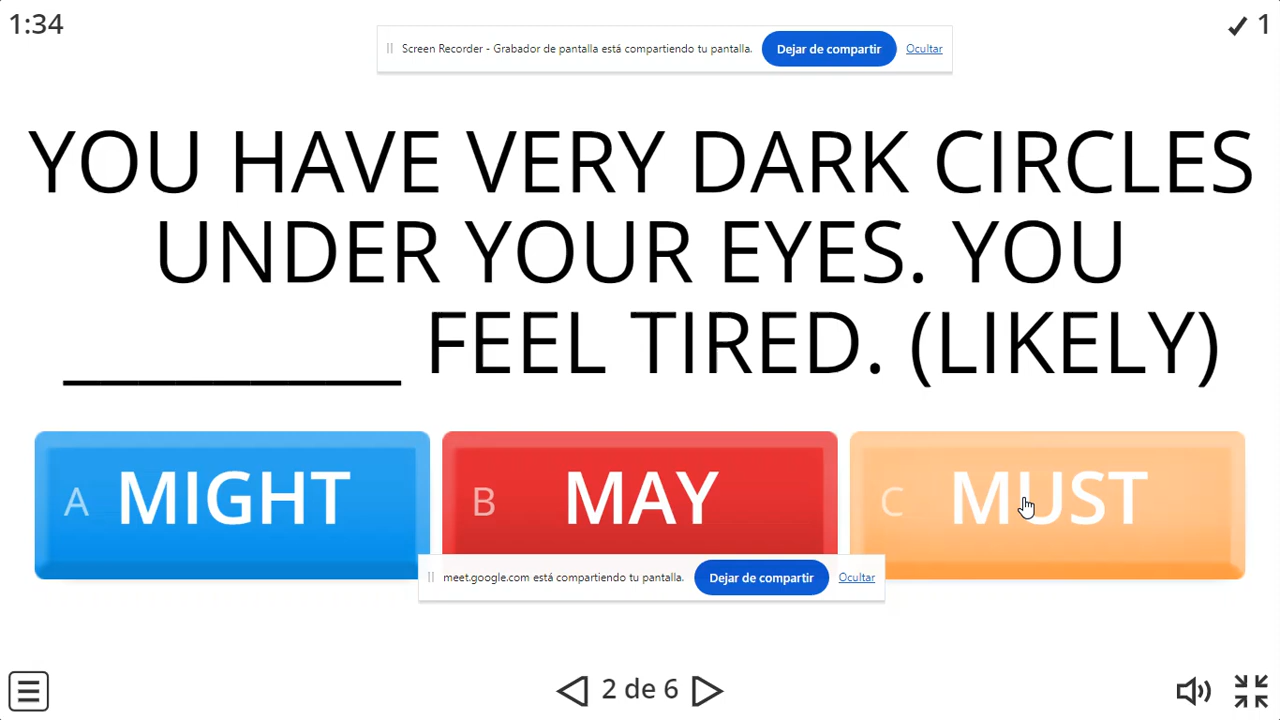 1:34
Screen Recorder - Grabador de pantalla está compartiendo tu pantalla. Dejar de compartir Ocultar
1
YOU HAVE VERY DARK CIRCLES
UNDER YOUR EYES. YOU
__________ FEEL TIRED. (LIKELY)
A MIGHT
B MAY
C MUST
meet.google.com está compartiendo tu pantalla. Dejar de compartir Ocultar
2 de 6